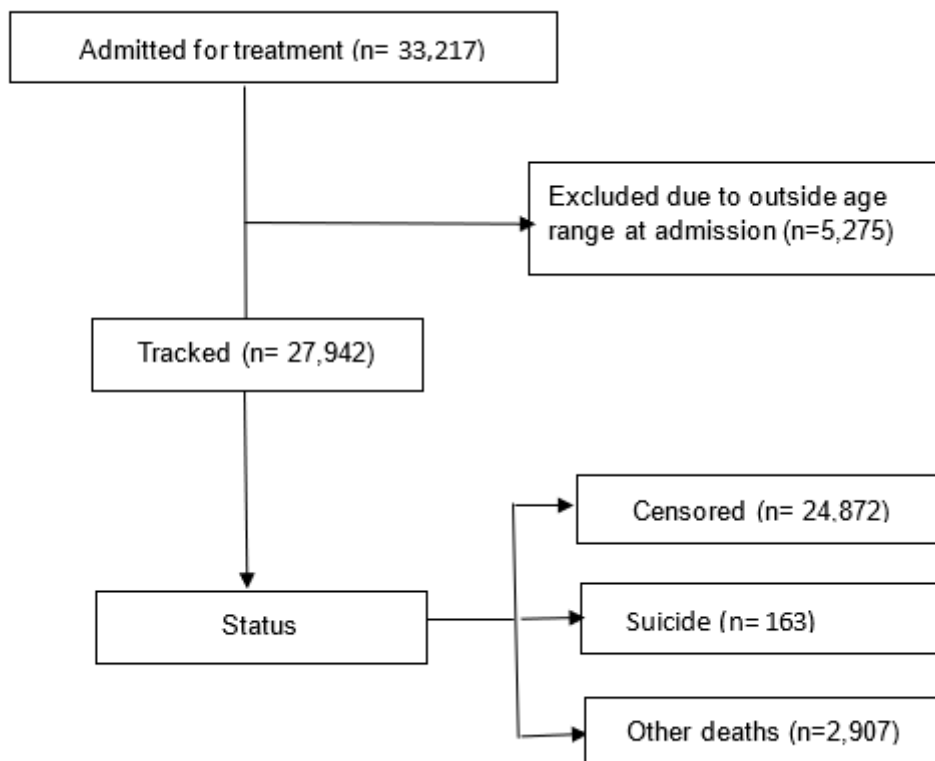 Admitted for treatment (n= 33,217)
Excluded due to outside age
range at admission (n=5,275)
Tracked (n= 27,942)
Censored (n= 24,872)
Status
Suicide (n= 163)
Other deaths (n=2,907)